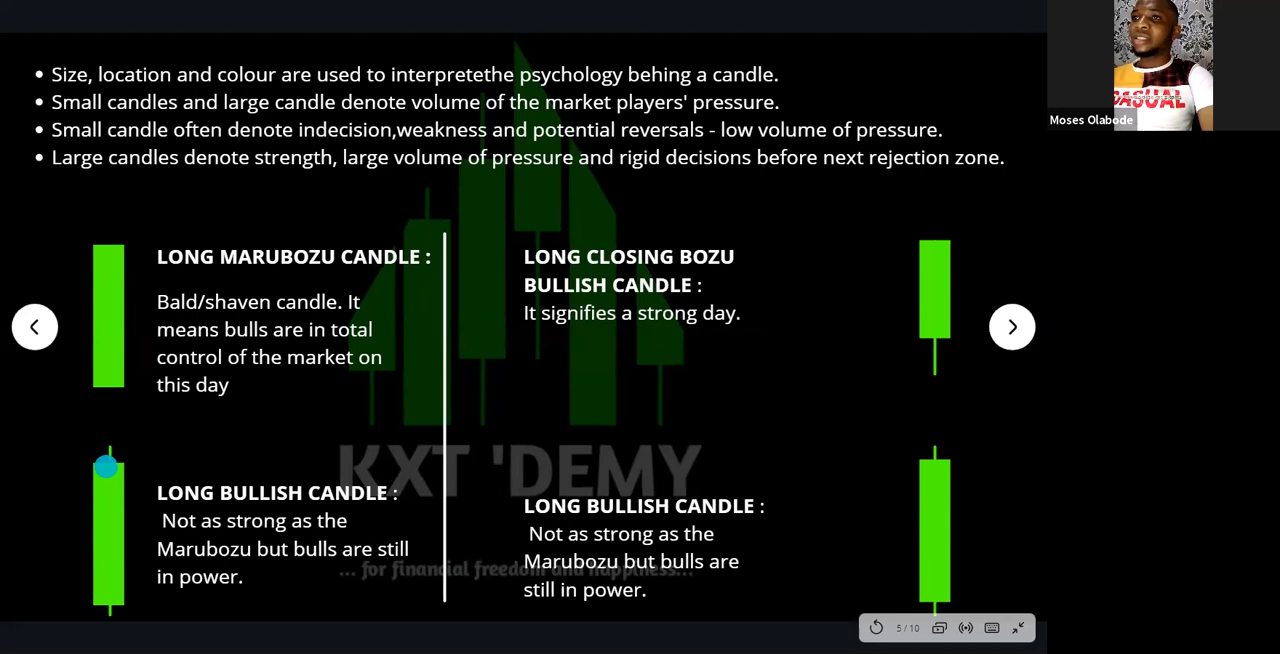 • Size, location and colour are used to interpretethe psychology behing a candle.
• Small candles and large candle denote volume of the market players' pressure.
• Small candle often denote indecision,weakness and potential reversals - low volume of pressure.
• Large candles denote strength, large volume of pressure and rigid decisions before next rejection zone.
LONG MARUBOZU CANDLE :
Bald/shaven candle. It
means bulls are in total
control of the market on
this day
LONG CLOSING BOZU
BULLISH CANDLE :
It signifies a strong day.
KXT 'DEMY
... for financial freedom and happiness...
LONG BULLISH CANDLE :
Not as strong as the
Marubozu but bulls are still
in power.
LONG BULLISH CANDLE :
Not as strong as the
Marubozu but bulls are
still in power.
5 / 10
CASUAL
Moses Olabode